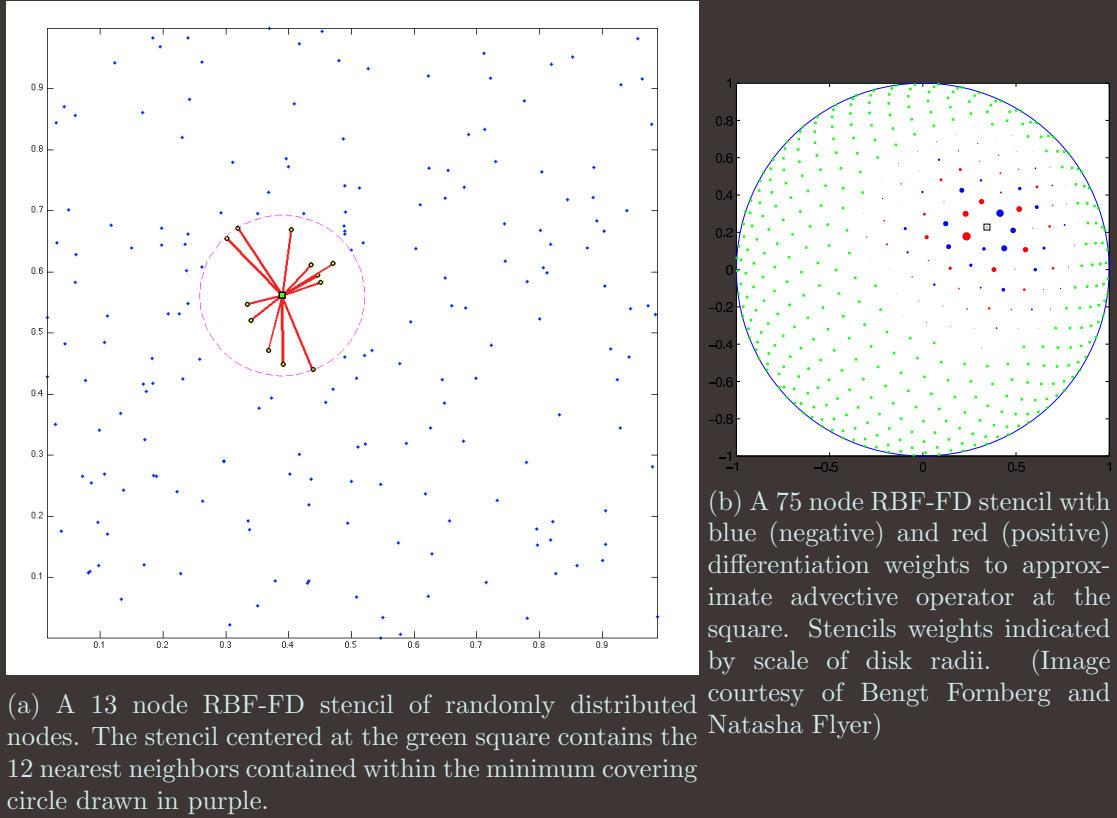 0.9
0.8
0.7
0.6
0.5
0.4
0.3
0.2
0.1
0.1 0.2 0.3 0.4 0.5 0.6 0.7 0.8 0.9
(a) A 13 node RBF-FD stencil of randomly distributed
nodes. The stencil centered at the green square contains the
12 nearest neighbors contained within the minimum covering
circle drawn in purple.
1
0.8
0.6
0.4
0.2
0
−0.2
−0.4
−0.6
−0.8
−1
−1 −0.5 0 0.5 1
(b) A 75 node RBF-FD stencil with
blue (negative) and red (positive)
differentiation weights to approx-
imate advective operator at the
square. Stencils weights indicated
by scale of disk radii. (Image
courtesy of Bengt Fornberg and
Natasha Flyer)